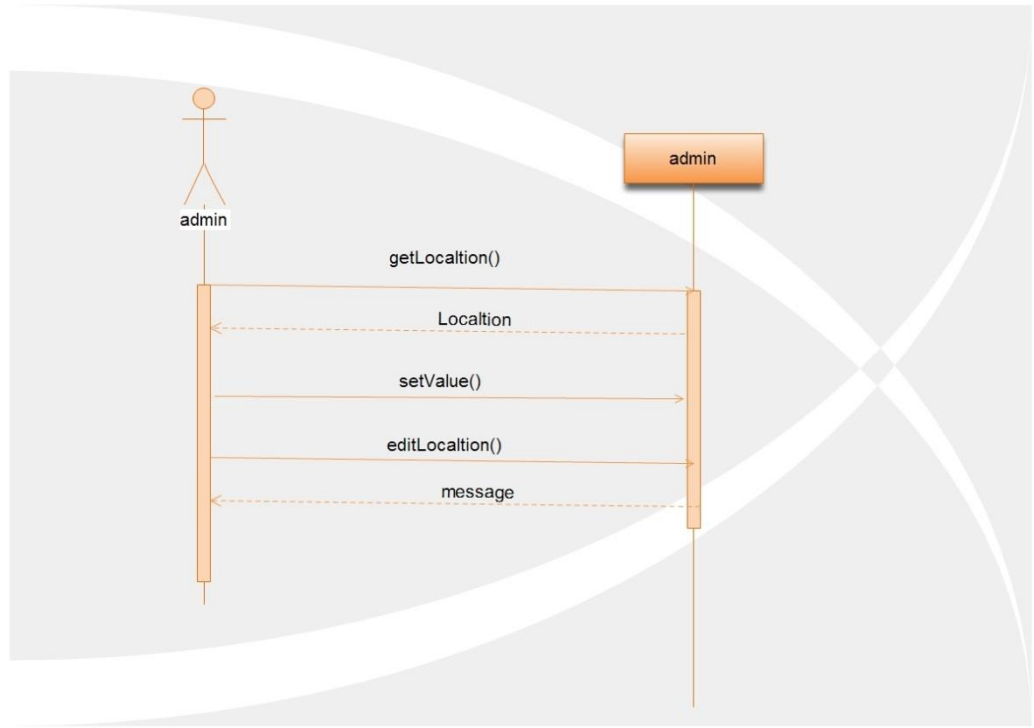 admin
admin
getLocaltion()
Localtion
setValue()
editLocaltion()
message